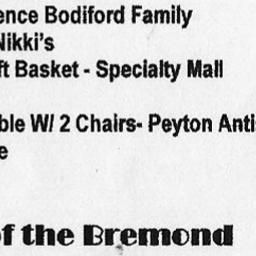 ence Bodiford Family
Nikki's
ft Basket - Specialty Mall
ble W/ 2 Chairs- Peyton Anti
e
of the Bremond